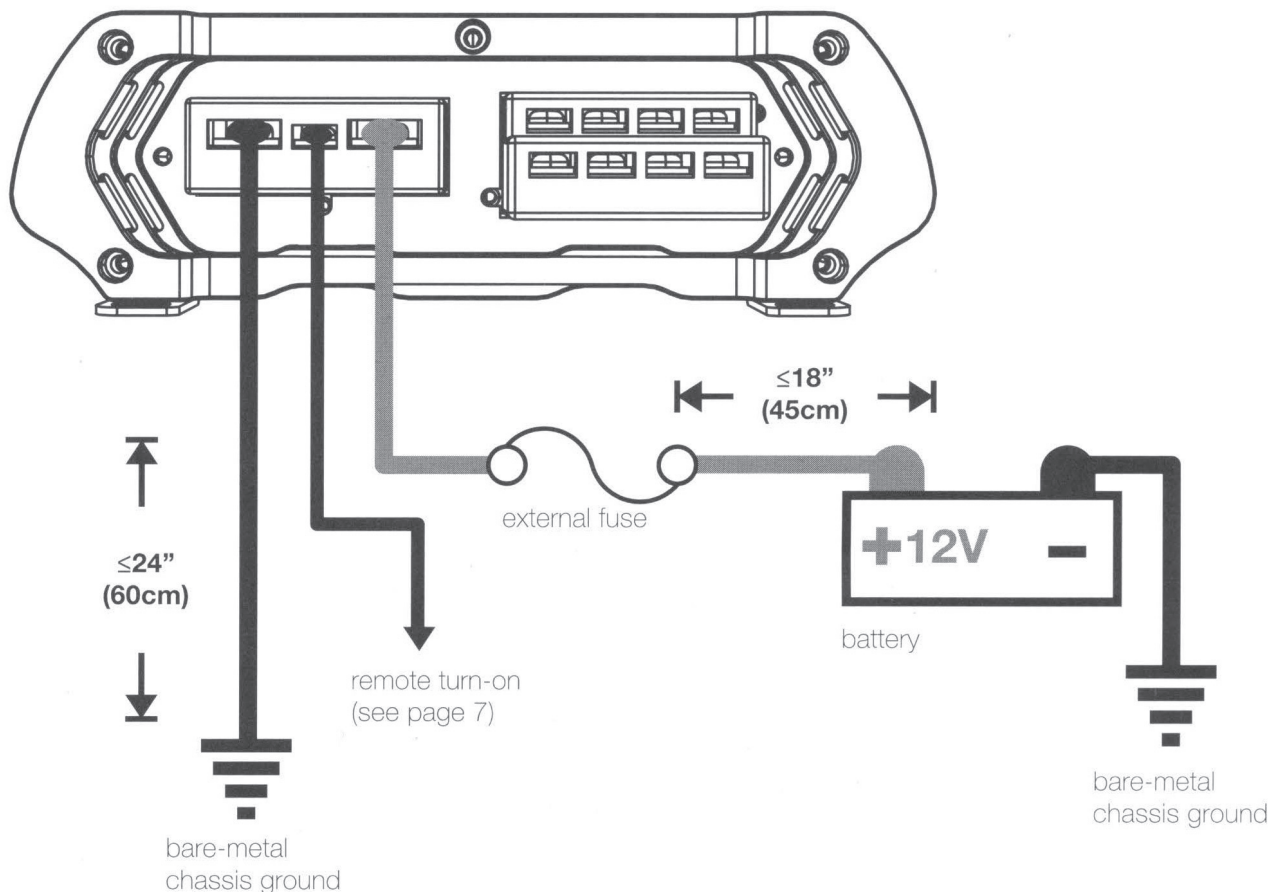 ≤18”
(45cm)
external fuse
≤24”
(60cm)
+12V −
battery
remote turn-on
(see page 7)
bare-metal
chassis ground
bare-metal
chassis ground